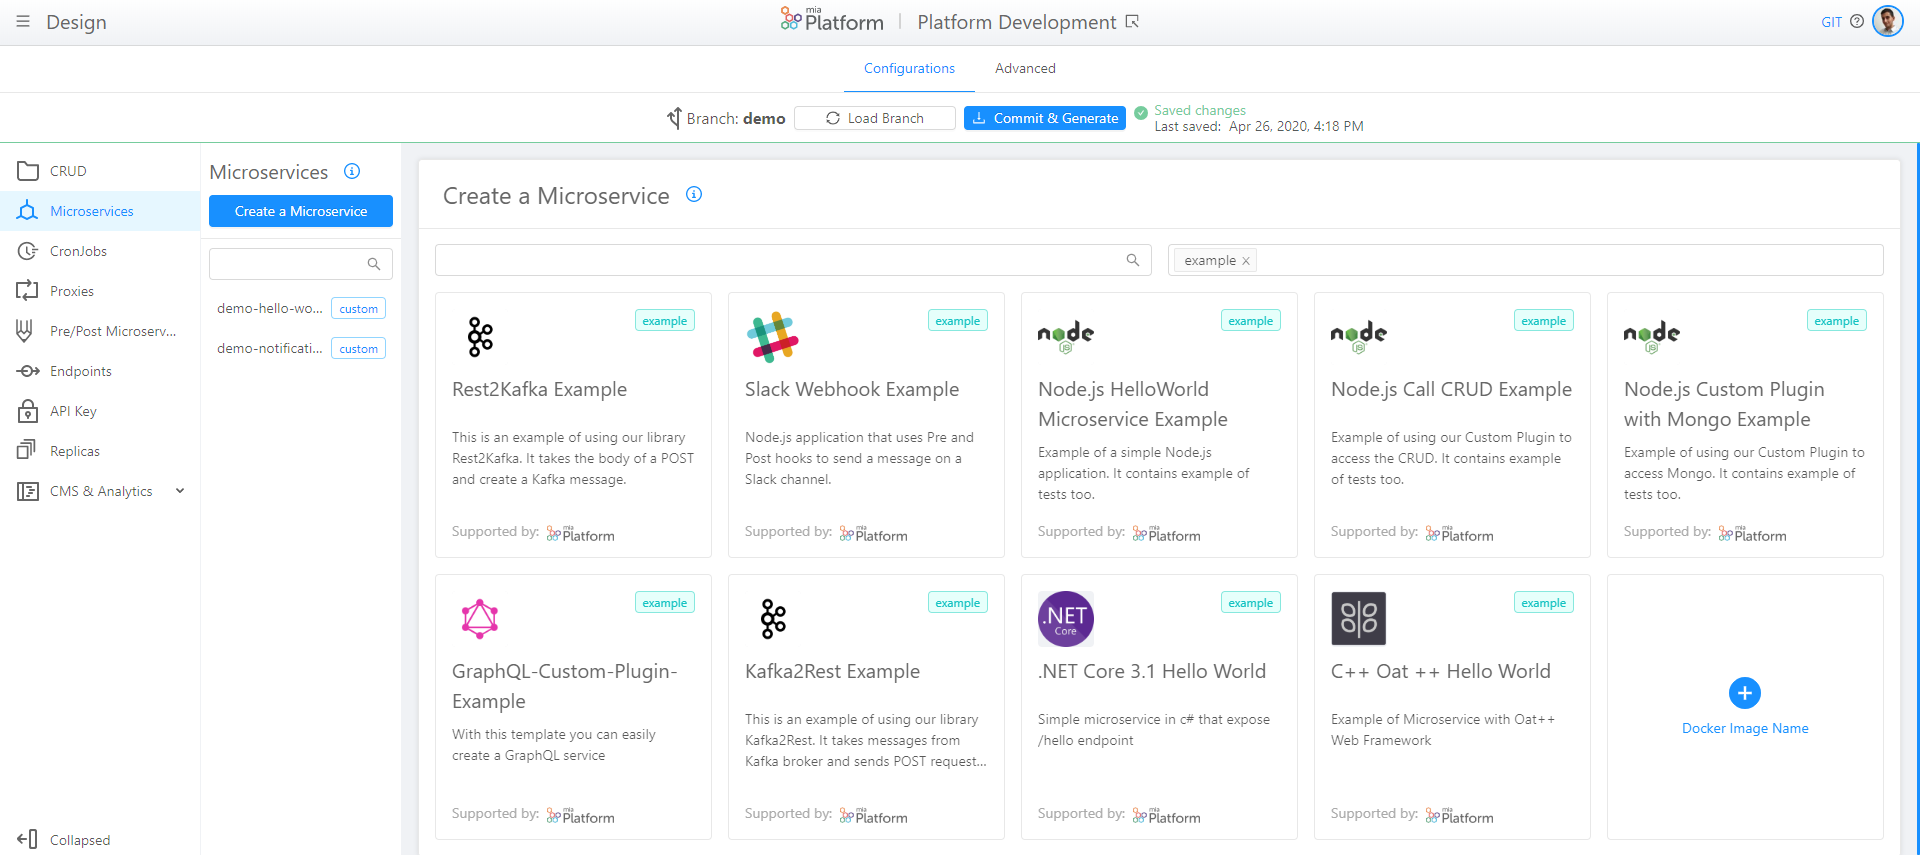 Design
mia Platform
Platform Development
GIT
Configurations
Advanced
Branch: demo
Load Branch
Commit & Generate
Saved changes
Last saved: Apr 26, 2020, 4:18 PM
CRUD
Microservices
CronJobs
Proxies
Pre/Post Microserv...
Endpoints
API Key
Replicas
CMS & Analytics
Collapsed
Microservices
Create a Microservice
demo-hello-wo... custom
demo-notificati... custom
Create a Microservice
example x
example
Rest2Kafka Example
This is an example of using our library
Rest2Kafka. It takes the body of a POST
and create a Kafka message.
Supported by: mia Platform
example
Slack Webhook Example
Node.js application that uses Pre and
Post hooks to send a message on a
Slack channel.
Supported by: mia Platform
node
JS
example
Node.js HelloWorld
Microservice Example
Example of a simple Node.js
application. It contains example of
tests too.
Supported by: mia Platform
node
JS
example
Node.js Call CRUD Example
Example of using our Custom Plugin to
access the CRUD. It contains example
of tests too.
Supported by: mia Platform
node
JS
example
Node.js Custom Plugin
with Mongo Example
Example of using our Custom Plugin to
access Mongo. It contains example of
tests too.
Supported by: mia Platform
example
GraphQL-Custom-Plugin-
Example
With this template you can easily
create a GraphQL service
Supported by: mia Platform
example
Kafka2Rest Example
This is an example of using our library
Kafka2Rest. It takes messages from
Kafka broker and sends POST request...
Supported by: mia Platform
.NET
Core
example
.NET Core 3.1 Hello World
Simple microservice in c# that expose
/hello endpoint
Supported by: mia Platform
example
C++ Oat ++ Hello World
Example of Microservice with Oat++
Web Framework
Supported by: mia Platform
Docker Image Name